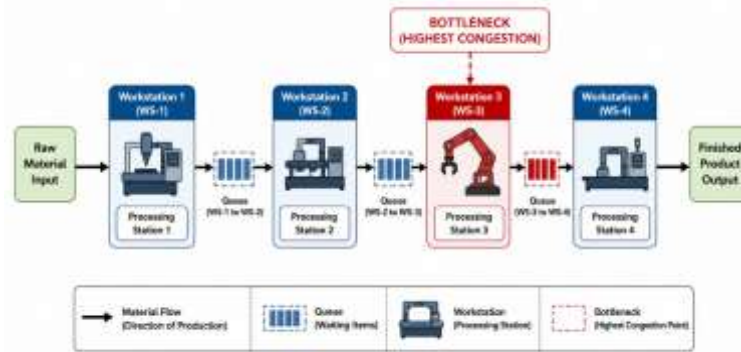 BOTTLENECK
(HIGHEST CONGESTION)
Workstation 1
(WS-1)
Workstation 2
(WS-2)
Workstation 3
(WS-3)
Workstation 4
(WS-4)
Raw
Material
Input
Finished
Product
Output
Queue
(WS-1 to WS-2)
Queue
(WS-2 to WS-3)
Queue
(WS-3 to WS-4)
Processing
Station 1
Processing
Station 2
Processing
Station 3
Processing
Station 4
Material Flow
(Direction of Production)
Queue
(Waiting Items)
Workstation
(Processing Station)
Bottleneck
(Highest Congestion Point)